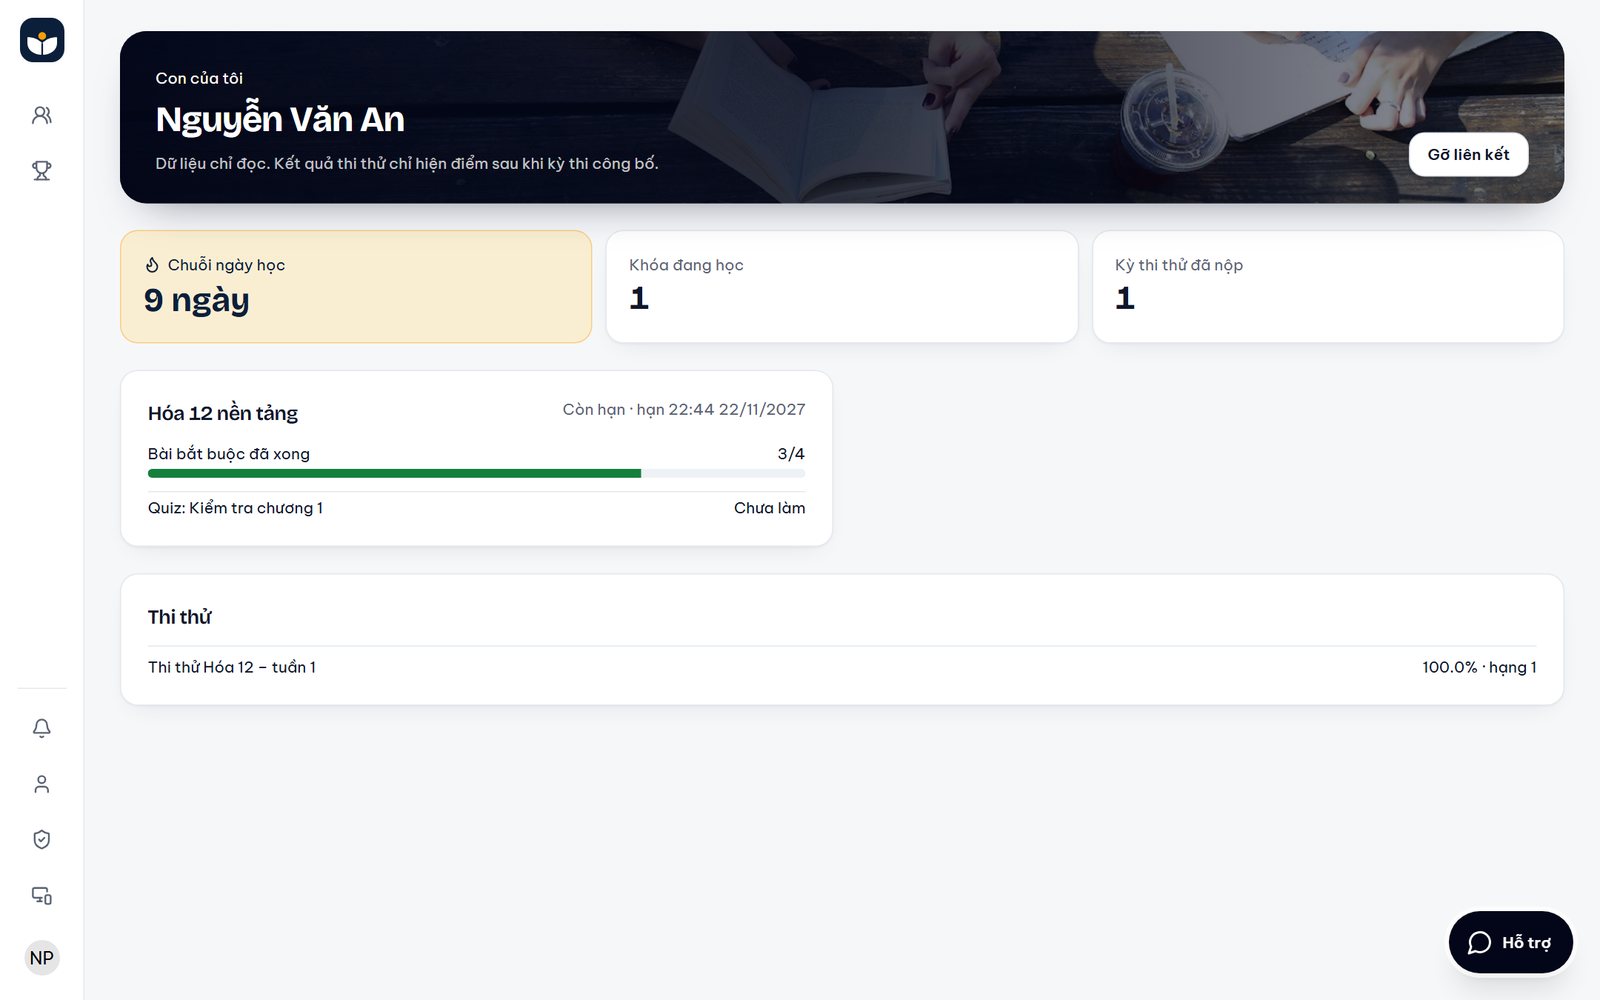 Con của tôi
Nguyễn Văn An
Dữ liệu chỉ đọc. Kết quả thi thử chỉ hiện điểm sau khi kỳ thi công bố.
Gỡ liên kết
Chuỗi ngày học
9 ngày
Khóa đang học
1
Kỳ thi thử đã nộp
1
Hóa 12 nền tảng
Còn hạn · hạn 22:44 22/11/2027
Bài bắt buộc đã xong
3/4
Quiz: Kiểm tra chương 1
Chưa làm
Thi thử
Thi thử Hóa 12 – tuần 1
100.0% · hạng 1
NP
Hỗ trợ